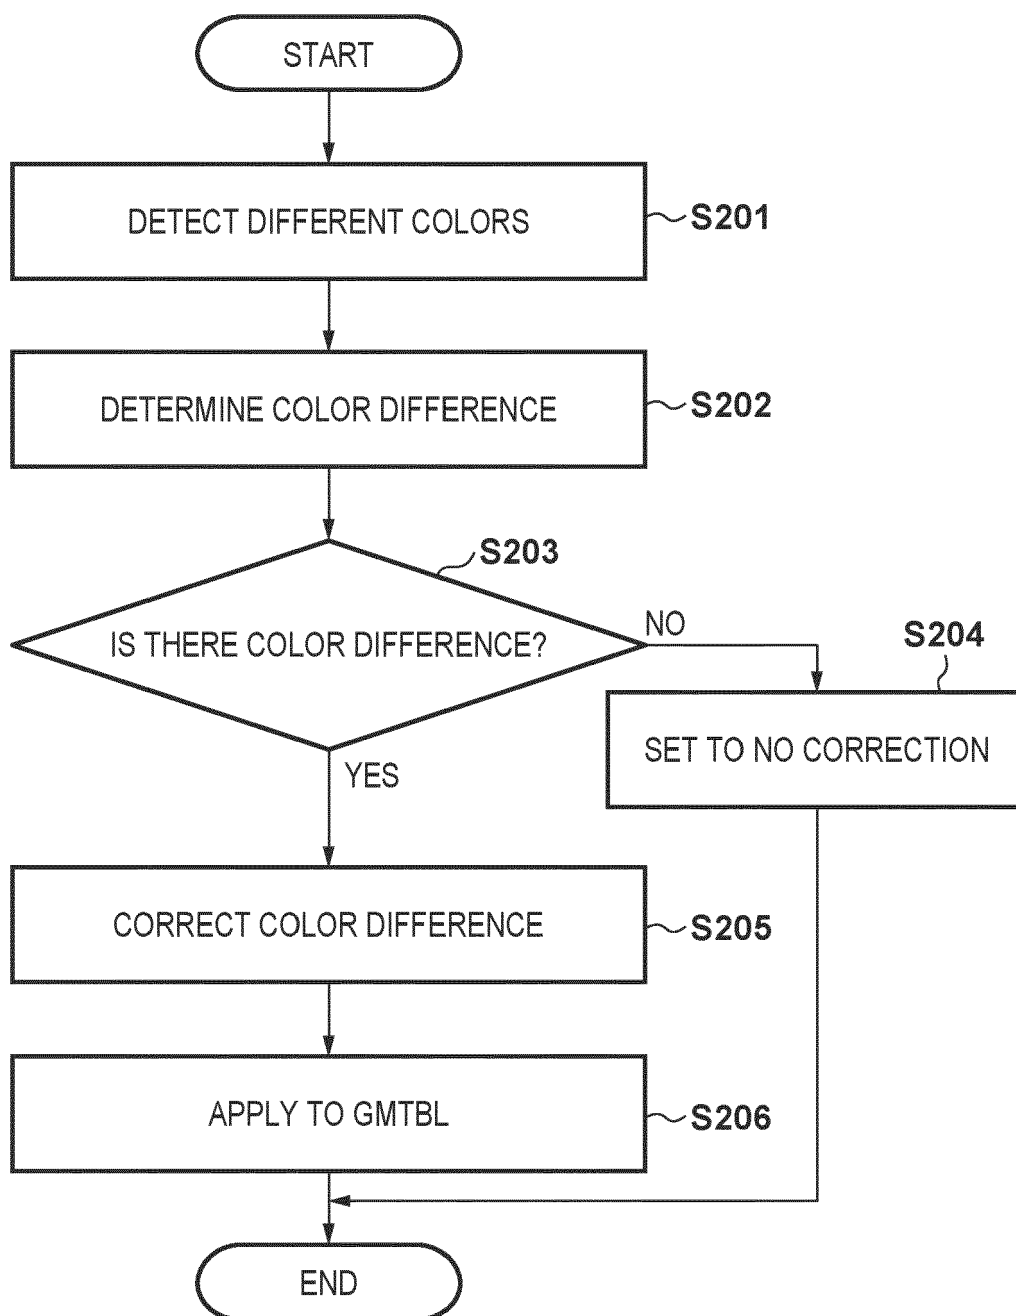 START
DETECT DIFFERENT COLORS
S201
DETERMINE COLOR DIFFERENCE
S202
S203
IS THERE COLOR DIFFERENCE?
NO
S204
SET TO NO CORRECTION
YES
CORRECT COLOR DIFFERENCE
S205
APPLY TO GMTBL
S206
END